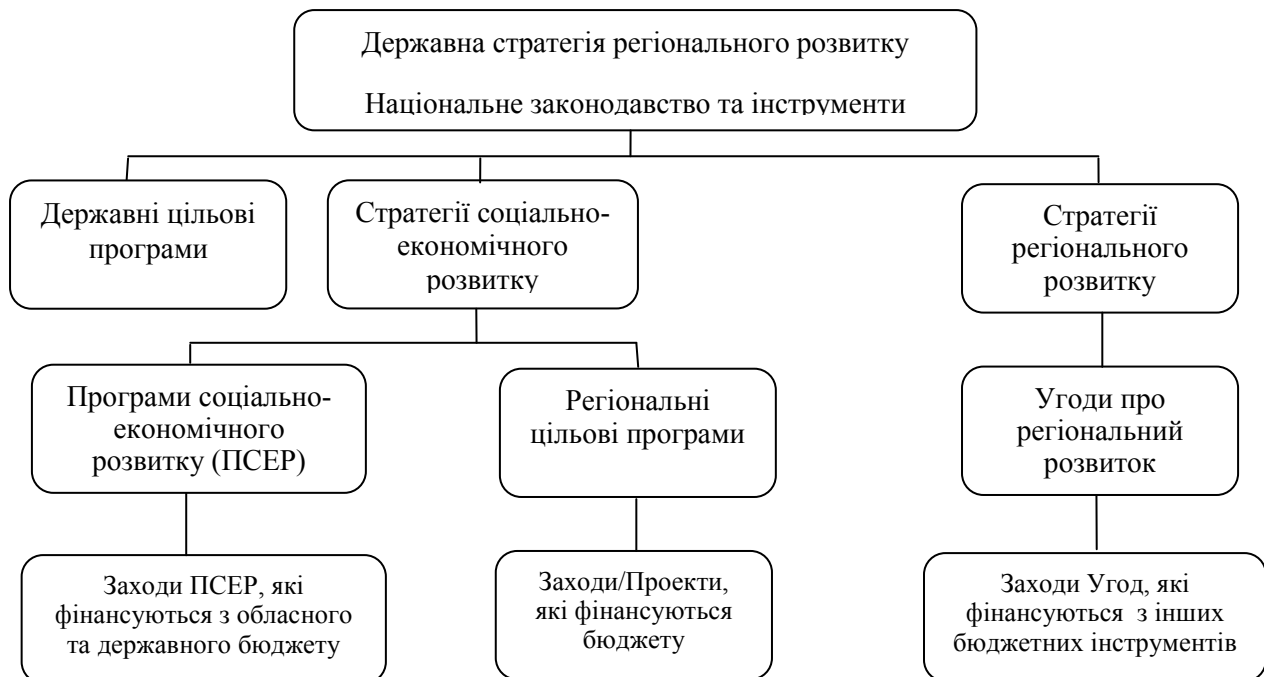 Державна стратегія регіонального розвитку
Національне законодавство та інструменти
Державні цільові
програми
Стратегії соціально-
економічного
розвитку
Стратегії
регіонального
розвитку
Програми соціально-
економічного
розвитку (ПСЕР)
Регіональні
цільові програми
Угоди про
регіональний
розвиток
Заходи ПСЕР, які
фінансуються з обласного
та державного бюджету
Заходи/Проекти,
які фінансуються
бюджету
Заходи Угод, які
фінансуються з інших
бюджетних інструментів